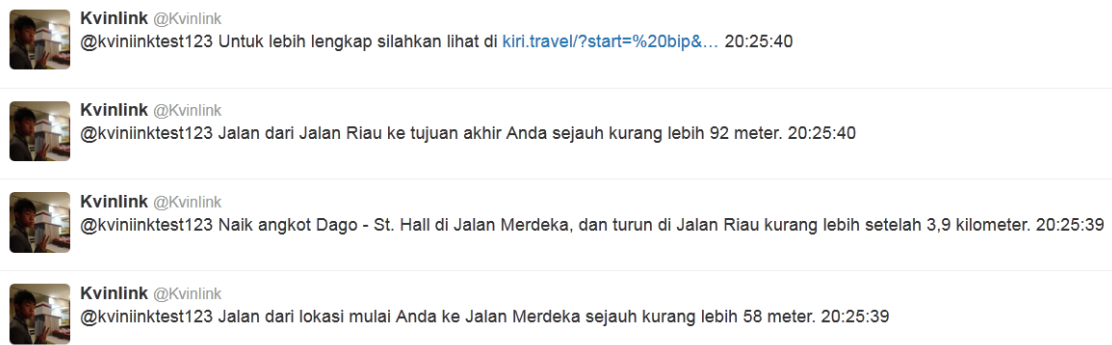 Kvinlink @Kvinlink
@kviniinktest123 Untuk lebih lengkap silahkan lihat di kiri.travel/?start=%20bip&... 20:25:40
Kvinlink @Kvinlink
@kviniinktest123 Jalan dari Jalan Riau ke tujuan akhir Anda sejauh kurang lebih 92 meter. 20:25:40
Kvinlink @Kvinlink
@kviniinktest123 Naik angkot Dago - St. Hall di Jalan Merdeka, dan turun di Jalan Riau kurang lebih setelah 3,9 kilometer. 20:25:39
Kvinlink @Kvinlink
@kviniinktest123 Jalan dari lokasi mulai Anda ke Jalan Merdeka sejauh kurang lebih 58 meter. 20:25:39